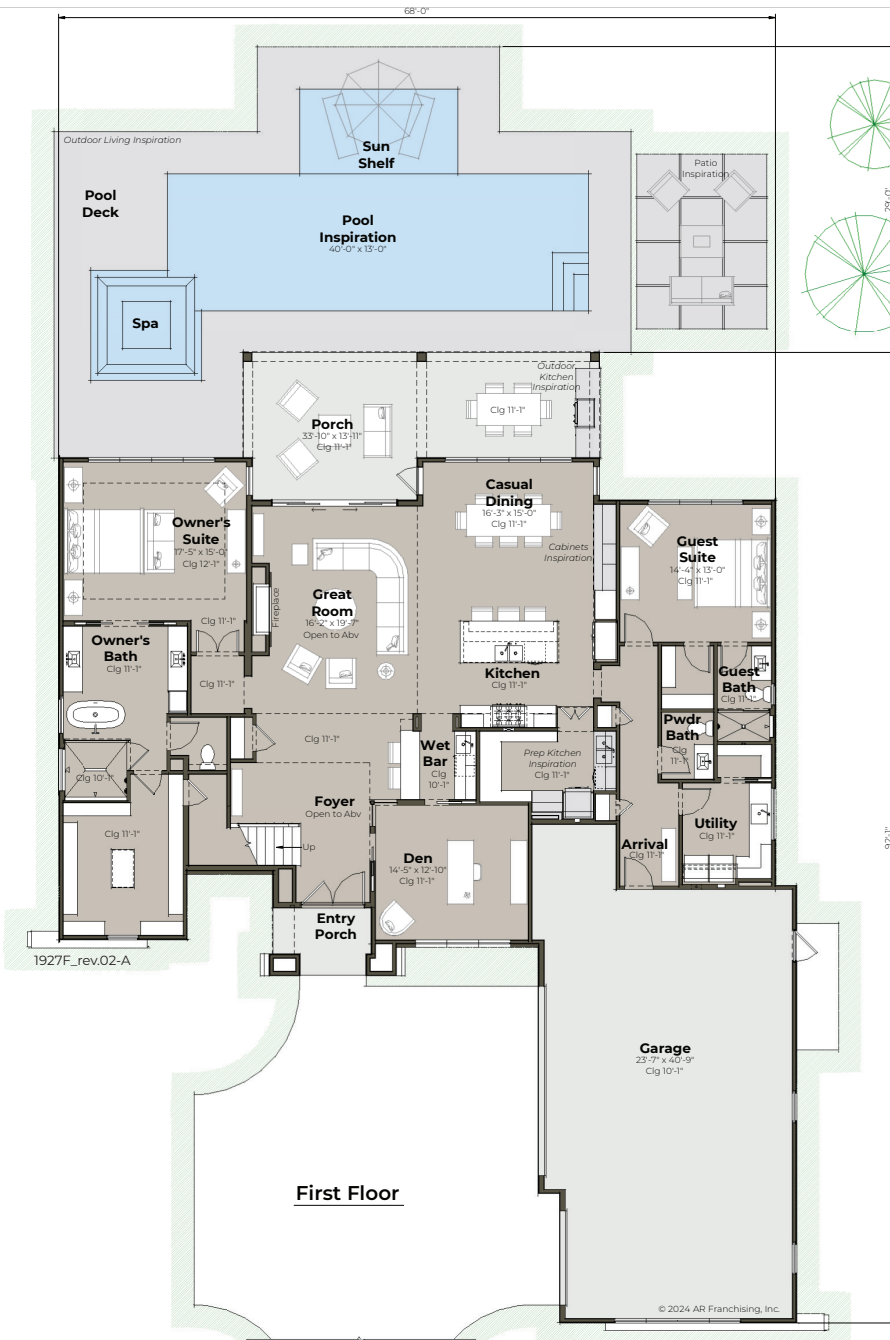 68'-0"
Outdoor Living Inspiration
Sun
Shelf
Patio
Inspiration
Pool
Deck
29'-0"
Pool
Inspiration
40'-0" x 13'-0"
Spa
Outdoor
Kitchen
Inspiration
Clg 11'-1"
Porch
33'-10" x 13'-11"
Clg 11'-1"
Casual
Dining
16'-3" x 15'-0"
Clg 11'-1"
Owner's
Suite
17'-5" x 15'-0"
Clg 12'-1"
Guest
Suite
14'-4" x 13'-0"
Clg 11'-1"
Cabinets
Inspiration
Great
Room
16'-2" x 19'-7"
Open to Abv
Fireplace
Clg 11'-1"
Owner's
Bath
Clg 11'-1"
Clg 11'-1"
Kitchen
Clg 11'-1"
Guest
Bath
Clg 11'-1"
Pwdr
Bath
Clg
11'-1"
Clg 11'-1"
Wet
Bar
Clg
10'-1"
Prep Kitchen
Inspiration
Clg 11'-1"
Clg 10'-1"
Foyer
Open to Abv
Utility
Clg 11'-1"
Clg 11'-1"
Up
Arrival
Clg 11'-1"
92'-1"
Den
14'-5" x 12'-10"
Clg 11'-1"
Entry
Porch
1927F_rev.02-A
Garage
23'-7" x 40'-9"
Clg 10'-1"
First Floor
© 2024 AR Franchising, Inc.